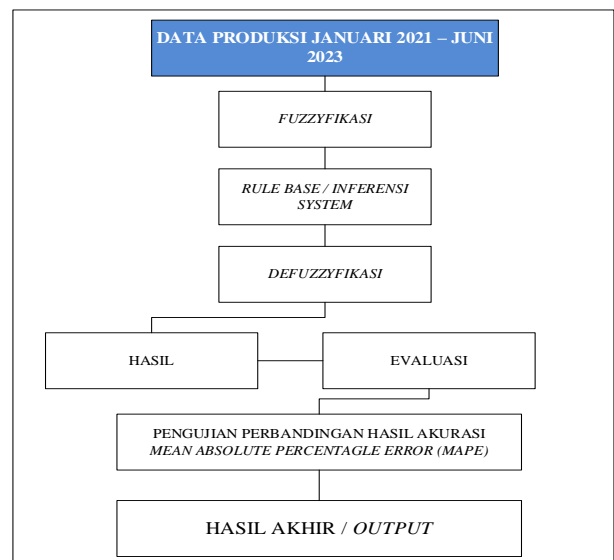 DATA PRODUKSI JANUARI 2021 – JUNI
2023
FUZZYFIKASI
RULE BASE / INFERENSI
SYSTEM
DEFUZZYFIKASI
HASIL
EVALUASI
PENGUJIAN PERBANDINGAN HASIL AKURASI
MEAN ABSOLUTE PERCENTAGLE ERROR (MAPE)
HASIL AKHIR / OUTPUT